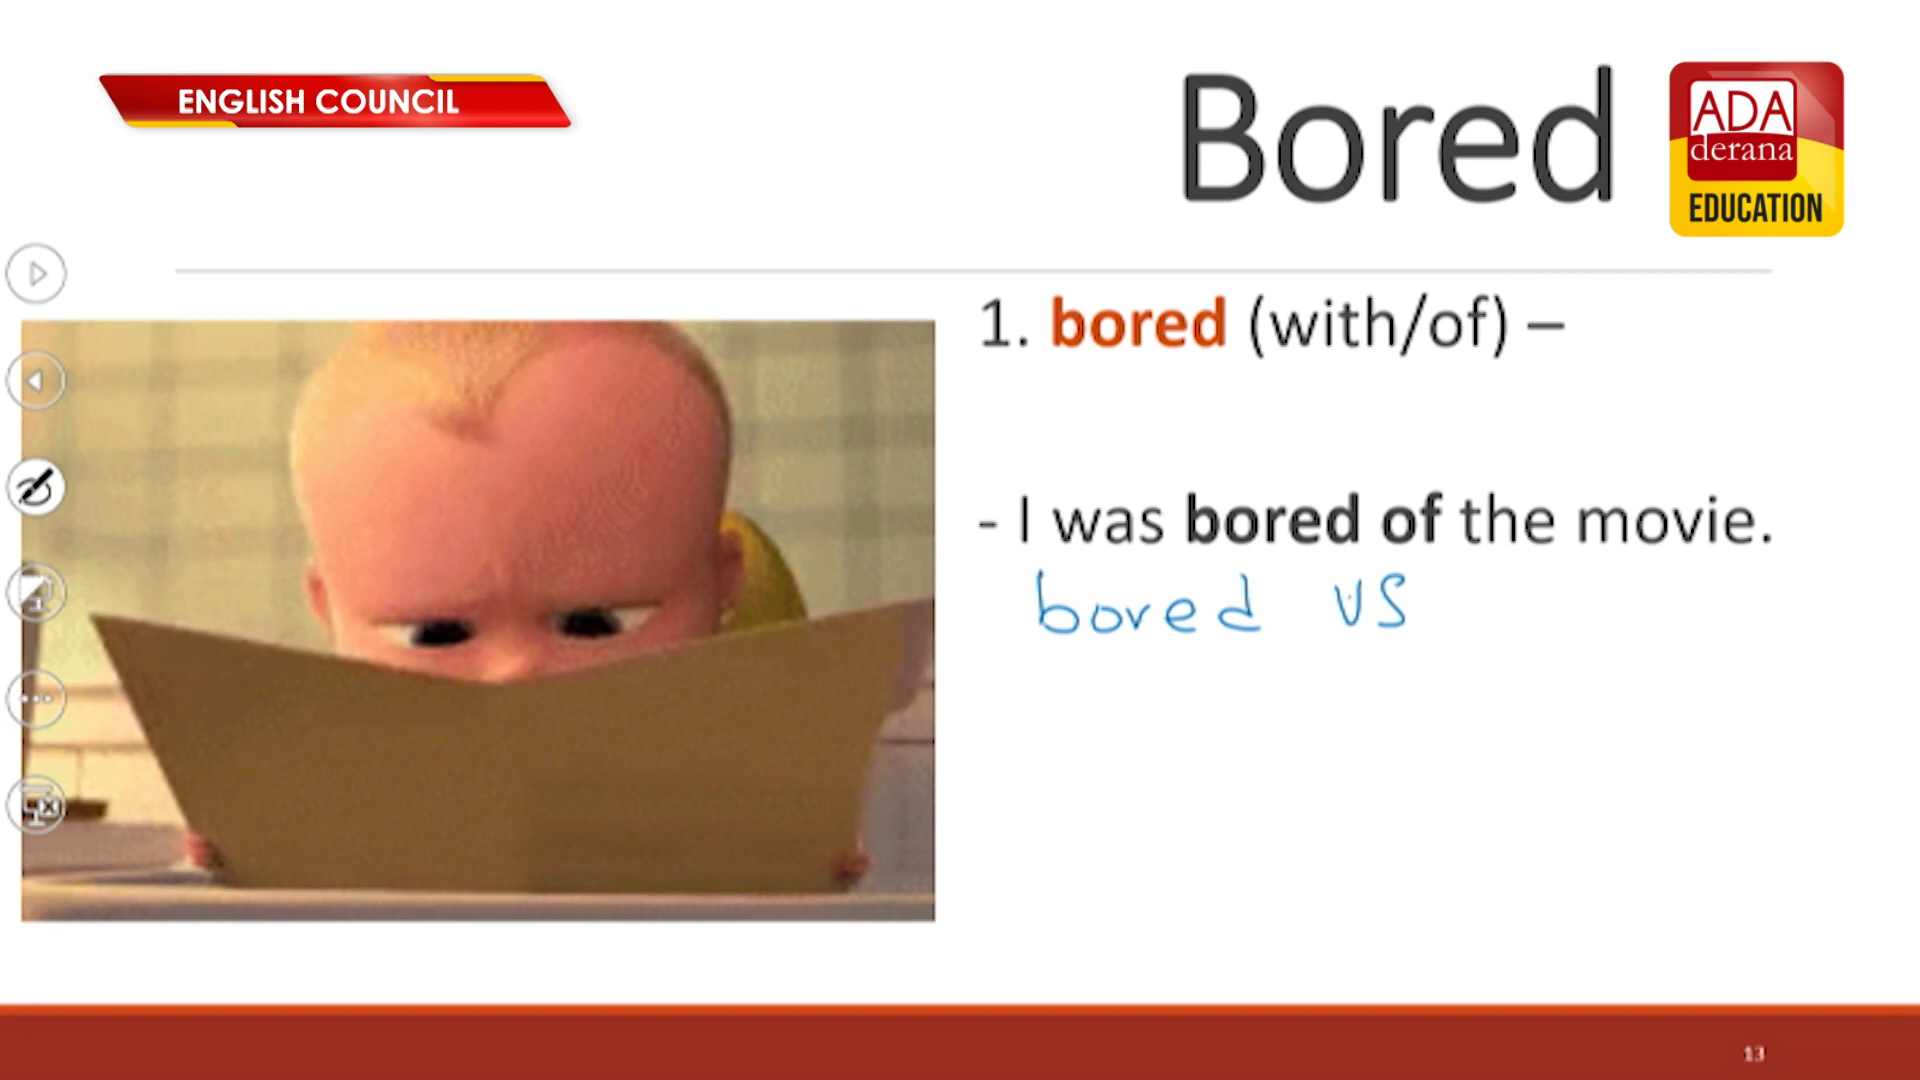 ENGLISH COUNCIL
Bored
ADA
derana
EDUCATION
1. bored (with/of) –
- I was bored of the movie.
bored vs
13